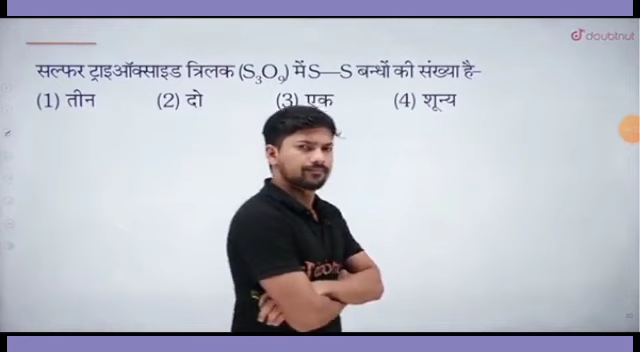 doubtnut
सल्फर ट्राइऑक्साइड त्रिलक (S₃O₉) में S—S बन्धों की संख्या है-
(1) तीन (2) दो (3) एक (4) शून्य